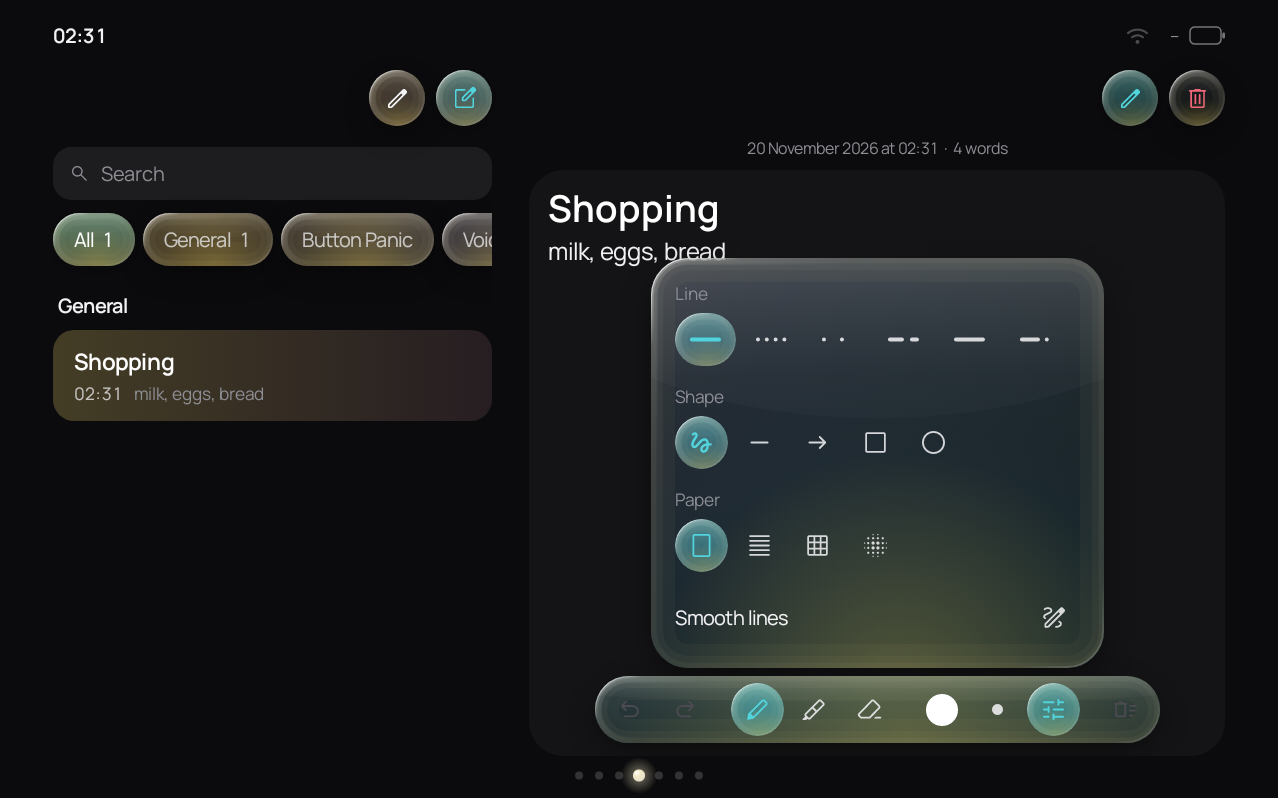 02:31
–
20 November 2026 at 02:31 · 4 words
Search
All 1
General 1
Button Panic
General
Shopping
02:31 milk, eggs, bread
Shopping
milk, eggs, bread
Line
Shape
Paper
Smooth lines